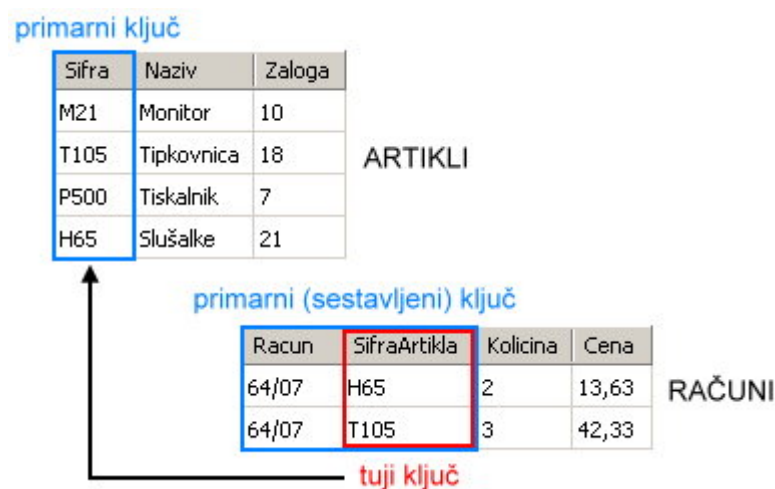 primarni ključ
Sifra Naziv Zaloga
M21 Monitor 10
T105 Tipkovnica 18
ARTIKLI
P500 Tiskalnik 7
H65 Slušalke 21
primarni (sestavljeni) ključ
Racun SifraArtikla Kolicina Cena
64/07 H65 2 13,63
RAČUNI
64/07 T105 3 42,33
tuji ključ